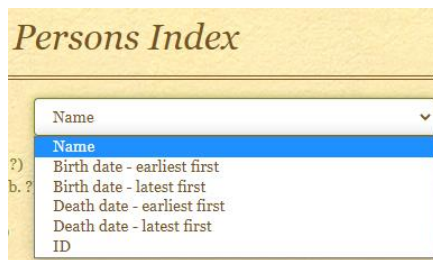 Persons Index
Name
Name
?)
Birth date - earliest first
b. ?
Birth date - latest first
Death date - earliest first
Death date - latest first
ID